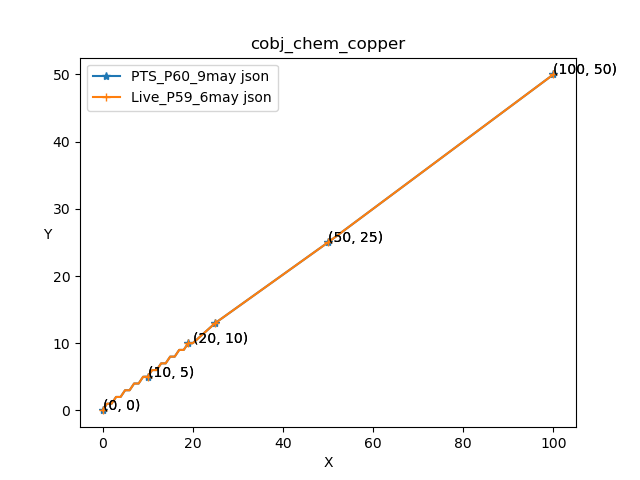 cobj_chem_copper
PTS_P60_9may json
Live_P59_6may json
Y
50
40
30
20
10
0
(100, 50)
(50, 25)
(20, 10)
(10, 5)
(0, 0)
0 20 40 60 80 100
X